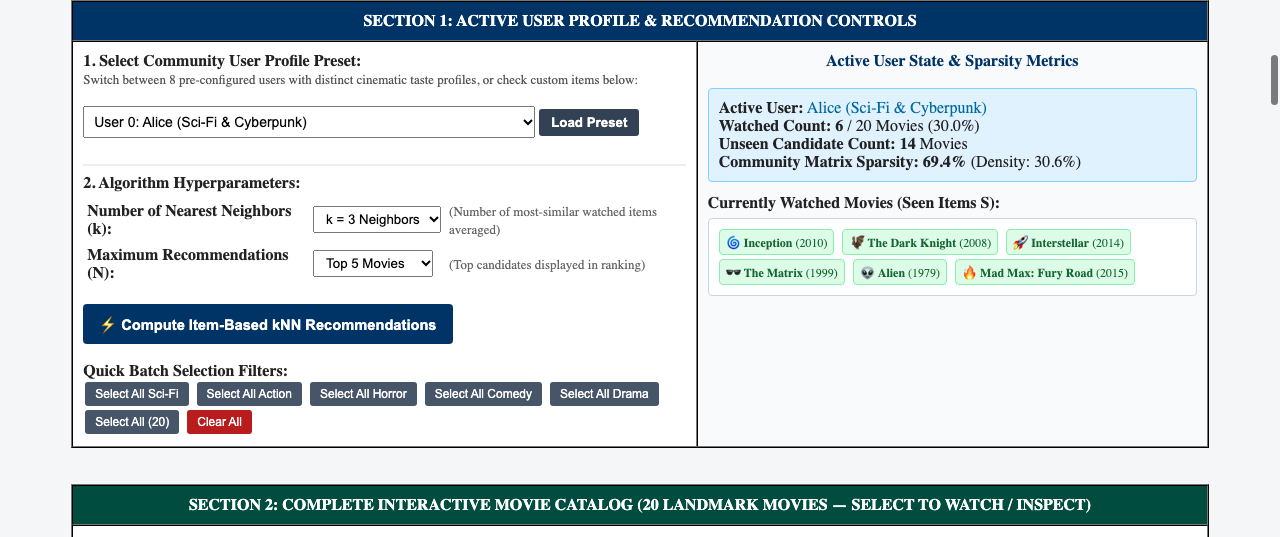 SECTION 1: ACTIVE USER PROFILE & RECOMMENDATION CONTROLS
1. Select Community User Profile Preset:
Switch between 8 pre-configured users with distinct cinematic taste profiles, or check custom items below:
User 0: Alice (Sci-Fi & Cyberpunk)
Load Preset
2. Algorithm Hyperparameters:
Number of Nearest Neighbors
(k):
k = 3 Neighbors
(Number of most-similar watched items
averaged)
Maximum Recommendations
(N):
Top 5 Movies
(Top candidates displayed in ranking)
⚡ Compute Item-Based kNN Recommendations
Quick Batch Selection Filters:
Select All Sci-Fi Select All Action Select All Horror Select All Comedy Select All Drama
Select All (20) Clear All
Active User State & Sparsity Metrics
Active User: Alice (Sci-Fi & Cyberpunk)
Watched Count: 6 / 20 Movies (30.0%)
Unseen Candidate Count: 14 Movies
Community Matrix Sparsity: 69.4% (Density: 30.6%)
Currently Watched Movies (Seen Items S):
🌀 Inception (2010) 🦇 The Dark Knight (2008) 🚀 Interstellar (2014)
🕶️ The Matrix (1999) 👽 Alien (1979) 🔥 Mad Max: Fury Road (2015)
SECTION 2: COMPLETE INTERACTIVE MOVIE CATALOG (20 LANDMARK MOVIES — SELECT TO WATCH / INSPECT)